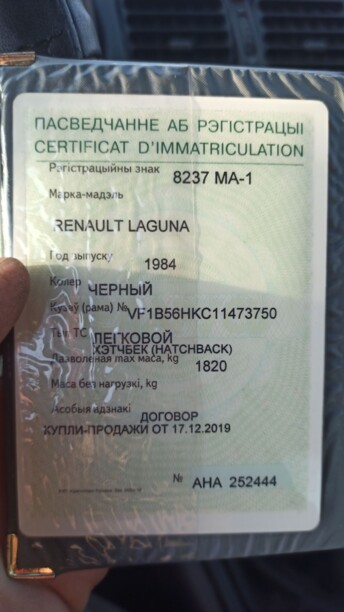 ПАСВЕДЧАННЕ АБ РЭГІСТРАЦЫІ
CERTIFICAT D'IMMATRICULATION
Рэгістрацыйны знак 8237 MA-1
Марка-мадэль
RENAULT LAGUNA
Год выпуску 1984
Колер ЧЕРНЫЙ
Кузаў (рама) № VF1B56HKC11473750
Тып ТС ЛЕГКОВОЙ
ХЭТЧБЕК (HATCHBACK)
Дазволеная max маса, kg 1820
Маса без нагрузкі, kg
Асобыя адзнакі ДОГОВОР
КУПЛИ-ПРОДАЖИ ОТ 17.12.2019
№ AHA 252444